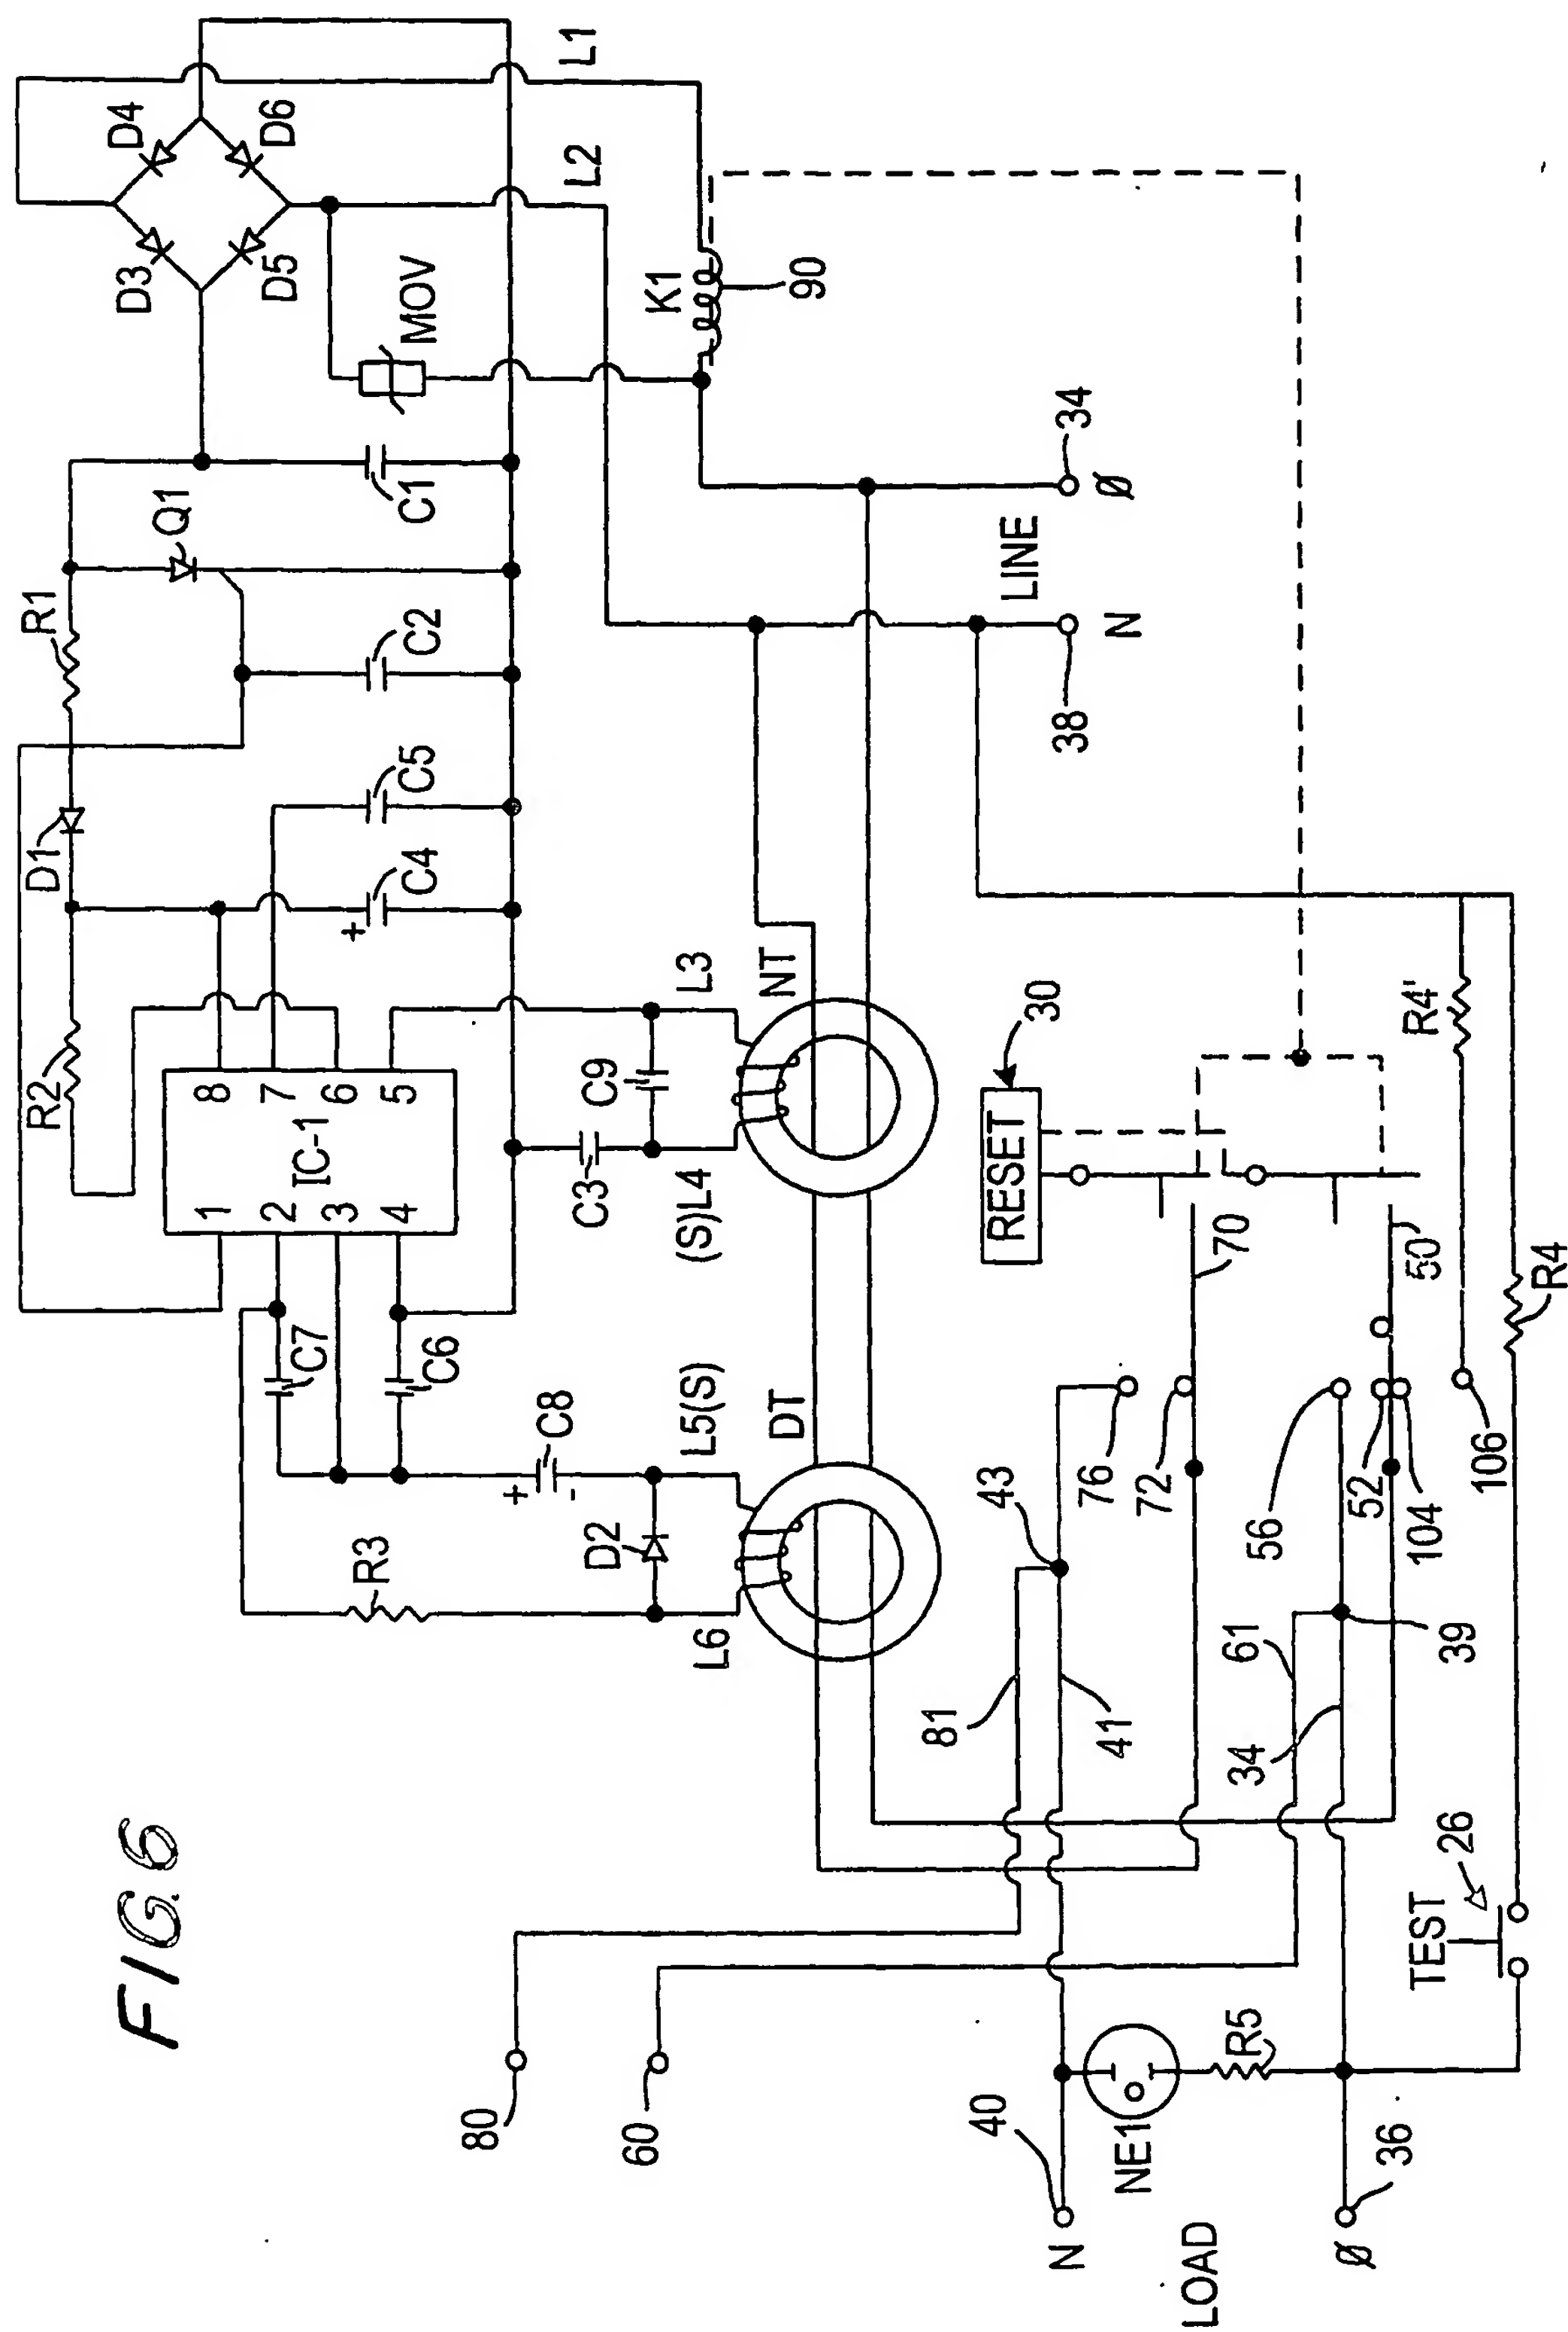 FIG. 6
R2
D1
R1
Q1
D3
D4
D5
D6
IC-1
1
2
3
4
8
7
6
5
C7
C6
R3
+
C4
C5
C2
C1
MOV
L1
L2
+
-
C8
D2
C3
C9
L3
K1
90
L6
L5(S)
DT
(S)L4
NT
80
60
81
41
43
76
72
70
RESET
30
LINE
38
N
34
Ø
61
34
39
56
52
104
106
50
R4'
R4
40
N
NE1
R5
LOAD
Ø
36
TEST
26